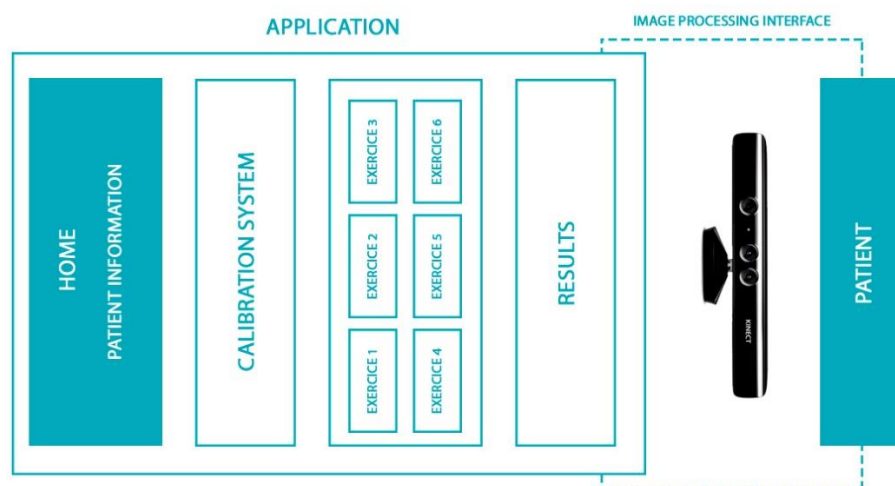 APPLICATION
IMAGE PROCESSING INTERFACE
HOME
PATIENT INFORMATION
CALIBRATION SYSTEM
EXERCICE 1
EXERCICE 2
EXERCICE 3
EXERCICE 4
EXERCICE 5
EXERCICE 6
RESULTS
KINECT
PATIENT